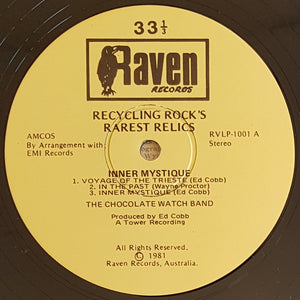 33 1/3
Raven
RECORDS
RECYCLING ROCK'S
RAREST RELICS
AMCOS
By Arrangement with
EMI Records
RVLP-1001 A
Stereo
INNER MYSTIQUE
1. VOYAGE OF THE TRIESTE (Ed Cobb)
2. IN THE PAST (Wayne Proctor)
3. INNER MYSTIQUE (Ed Cobb)
THE CHOCOLATE WATCH BAND
Produced by Ed Cobb
A Tower Recording
All Rights Reserved.
© 1981
Raven Records, Australia.